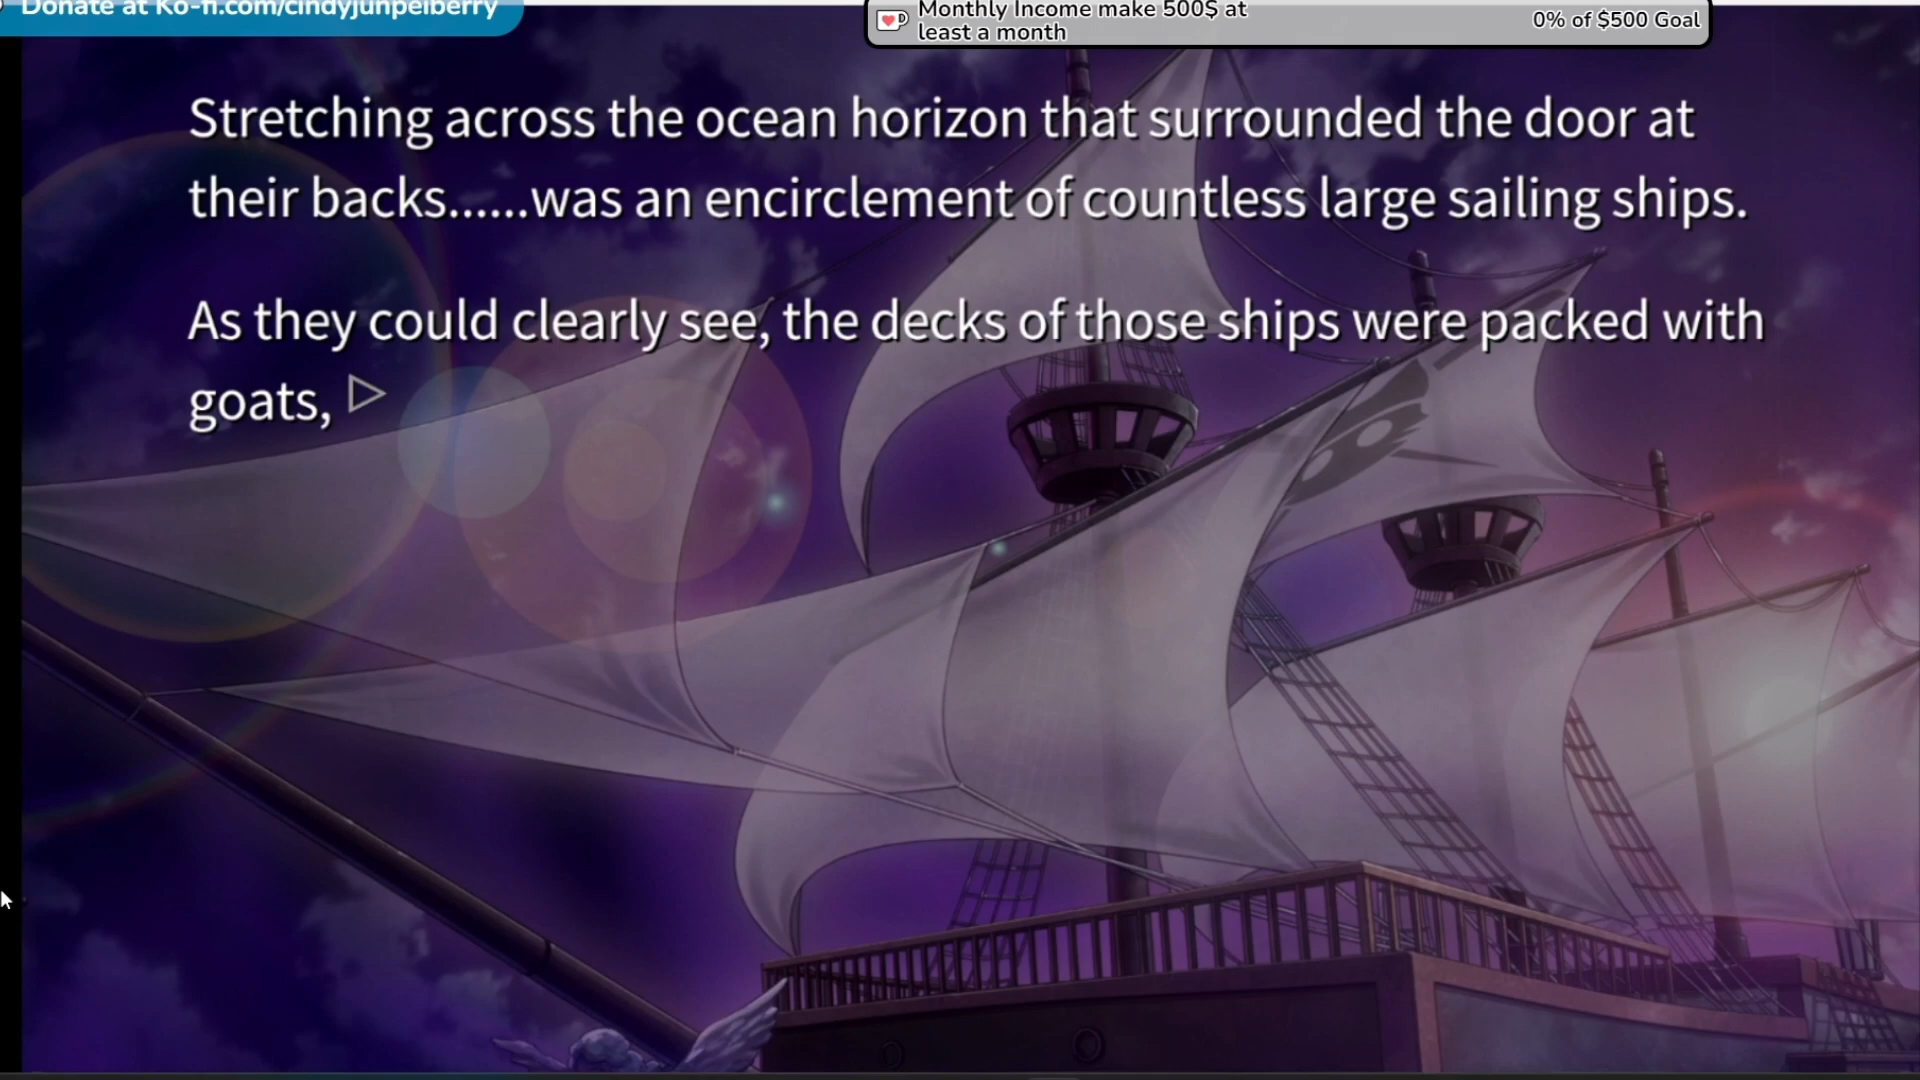 Donate at Ko-fi.com/cindyjunpeiberry
Monthly Income make 500$ at
least a month
0% of $500 Goal
Stretching across the ocean horizon that surrounded the door at
their backs......was an encirclement of countless large sailing ships.
As they could clearly see, the decks of those ships were packed with
goats,